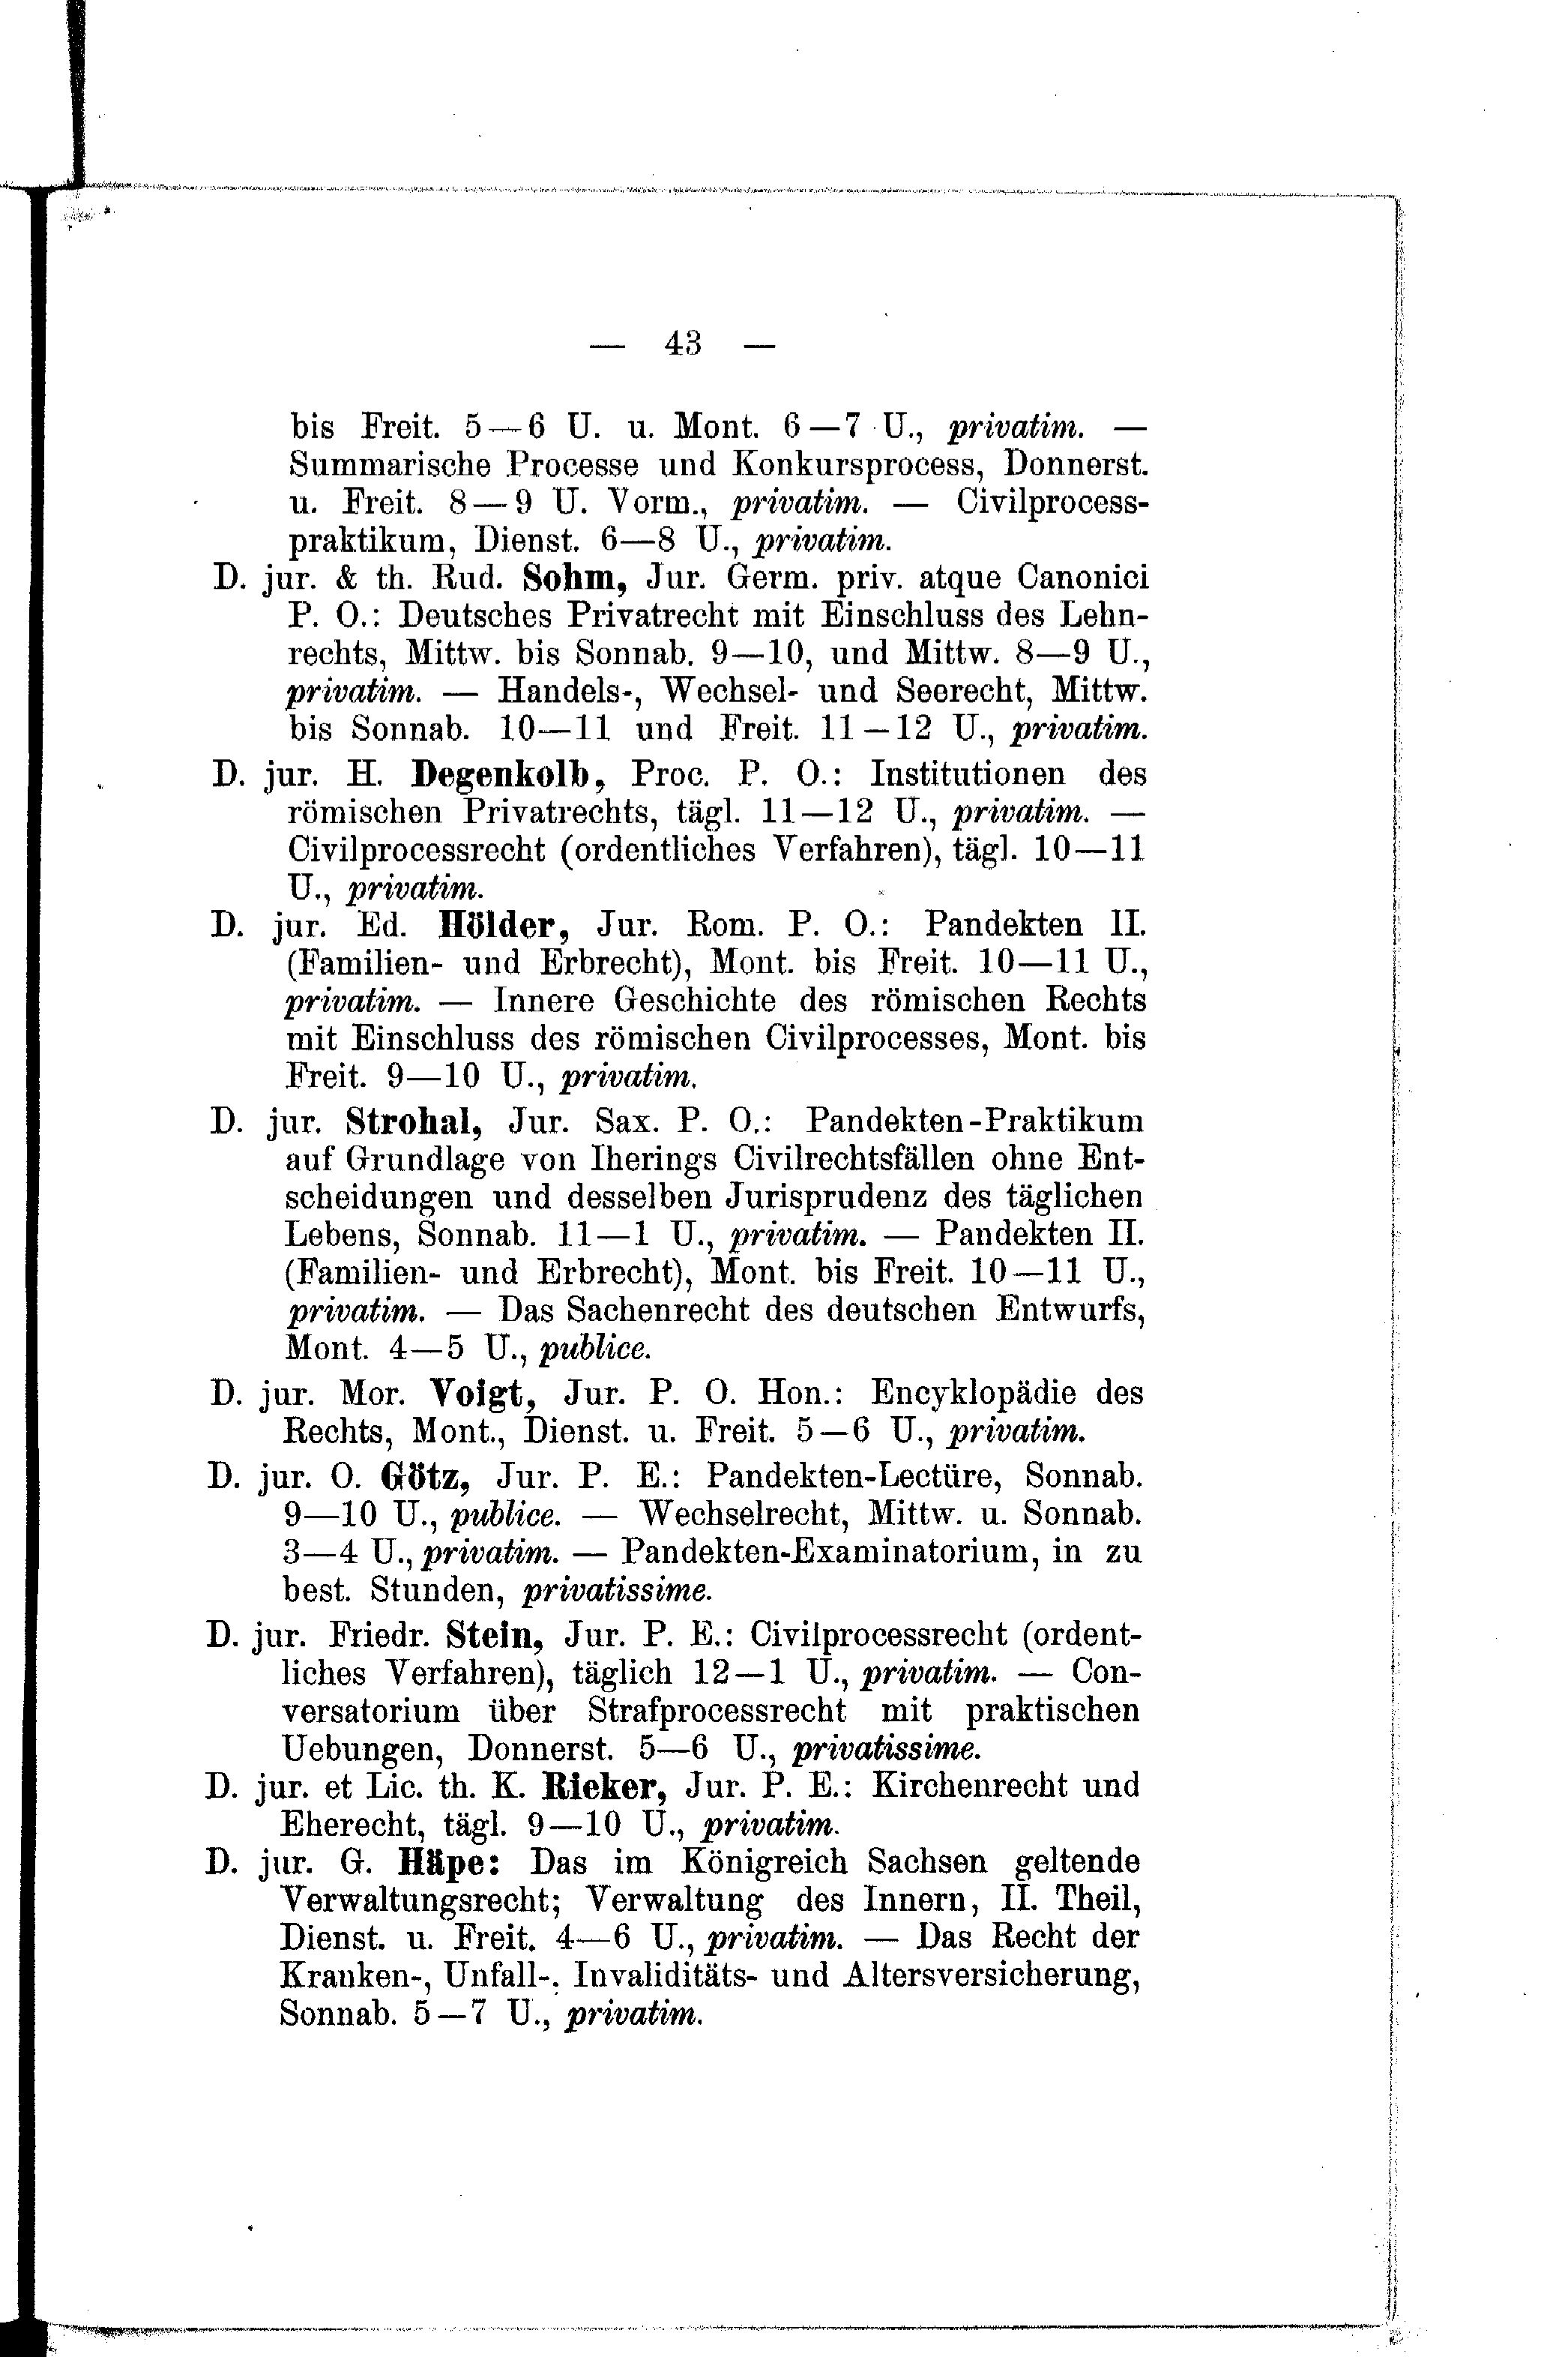 — 43 —
bis Freit. 5—6 U. u. Mont. 6—7 U., privatim. —
Summarische Processe und Konkursprocess, Donnerst.
u. Freit. 8—9 U. Vorm., privatim. — Civilprocess-
praktikum, Dienst. 6—8 U., privatim.
D. jur. & th. Rud. Sohm, Jur. Germ. priv. atque Canonici
P. O.: Deutsches Privatrecht mit Einschluss des Lehn-
rechts, Mittw. bis Sonnab. 9—10, und Mittw. 8—9 U.,
privatim. — Handels-, Wechsel- und Seerecht, Mittw.
bis Sonnab. 10—11 und Freit. 11—12 U., privatim.
D. jur. H. Degenkolb, Proc. P. O.: Institutionen des
römischen Privatrechts, tägl. 11—12 U., privatim. —
Civilprocessrecht (ordentliches Verfahren), tägl. 10—11
U., privatim.
D. jur. Ed. Hölder, Jur. Rom. P. O.: Pandekten II.
(Familien- und Erbrecht), Mont. bis Freit. 10—11 U.,
privatim. — Innere Geschichte des römischen Rechts
mit Einschluss des römischen Civilprocesses, Mont. bis
Freit. 9—10 U., privatim.
D. jur. Strohal, Jur. Sax. P. O.: Pandekten-Praktikum
auf Grundlage von Iherings Civilrechtsfällen ohne Ent-
scheidungen und desselben Jurisprudenz des täglichen
Lebens, Sonnab. 11—1 U., privatim. — Pandekten II.
(Familien- und Erbrecht), Mont. bis Freit. 10—11 U.,
privatim. — Das Sachenrecht des deutschen Entwurfs,
Mont. 4—5 U., publice.
D. jur. Mor. Voigt, Jur. P. O. Hon.: Encyklopädie des
Rechts, Mont., Dienst. u. Freit. 5—6 U., privatim.
D. jur. O. Götz, Jur. P. E.: Pandekten-Lectüre, Sonnab.
9—10 U., publice. — Wechselrecht, Mittw. u. Sonnab.
3—4 U., privatim. — Pandekten-Examinatorium, in zu
best. Stunden, privatissime.
D. jur. Friedr. Stein, Jur. P. E.: Civilprocessrecht (ordent-
liches Verfahren), täglich 12—1 U., privatim. — Con-
versatorium über Strafprocessrecht mit praktischen
Uebungen, Donnerst. 5—6 U., privatissime.
D. jur. et Lic. th. K. Rieker, Jur. P. E.: Kirchenrecht und
Eherecht, tägl. 9—10 U., privatim.
D. jur. G. Häpe: Das im Königreich Sachsen geltende
Verwaltungsrecht; Verwaltung des Innern, II. Theil,
Dienst. u. Freit. 4—6 U., privatim. — Das Recht der
Kranken-, Unfall-, Invaliditäts- und Altersversicherung,
Sonnab. 5—7 U., privatim.